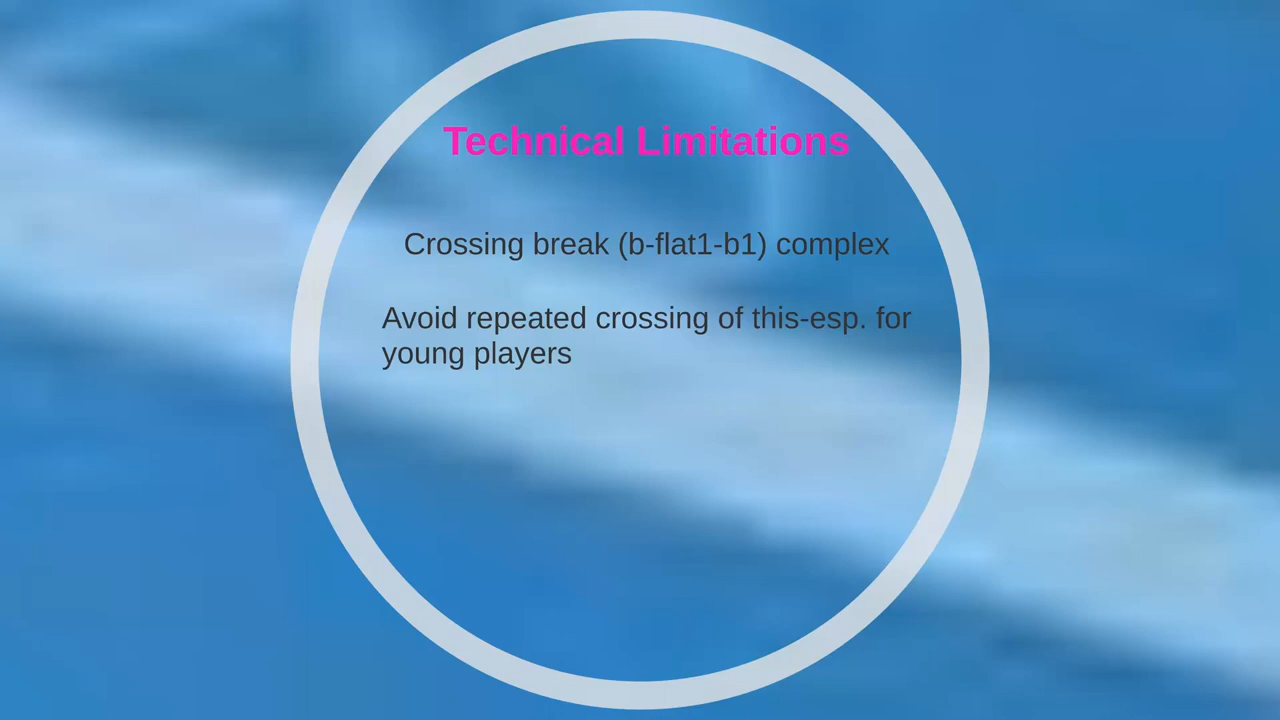 Technical Limitations
Crossing break (b-flat1-b1) complex
Avoid repeated crossing of this-esp. for
young players